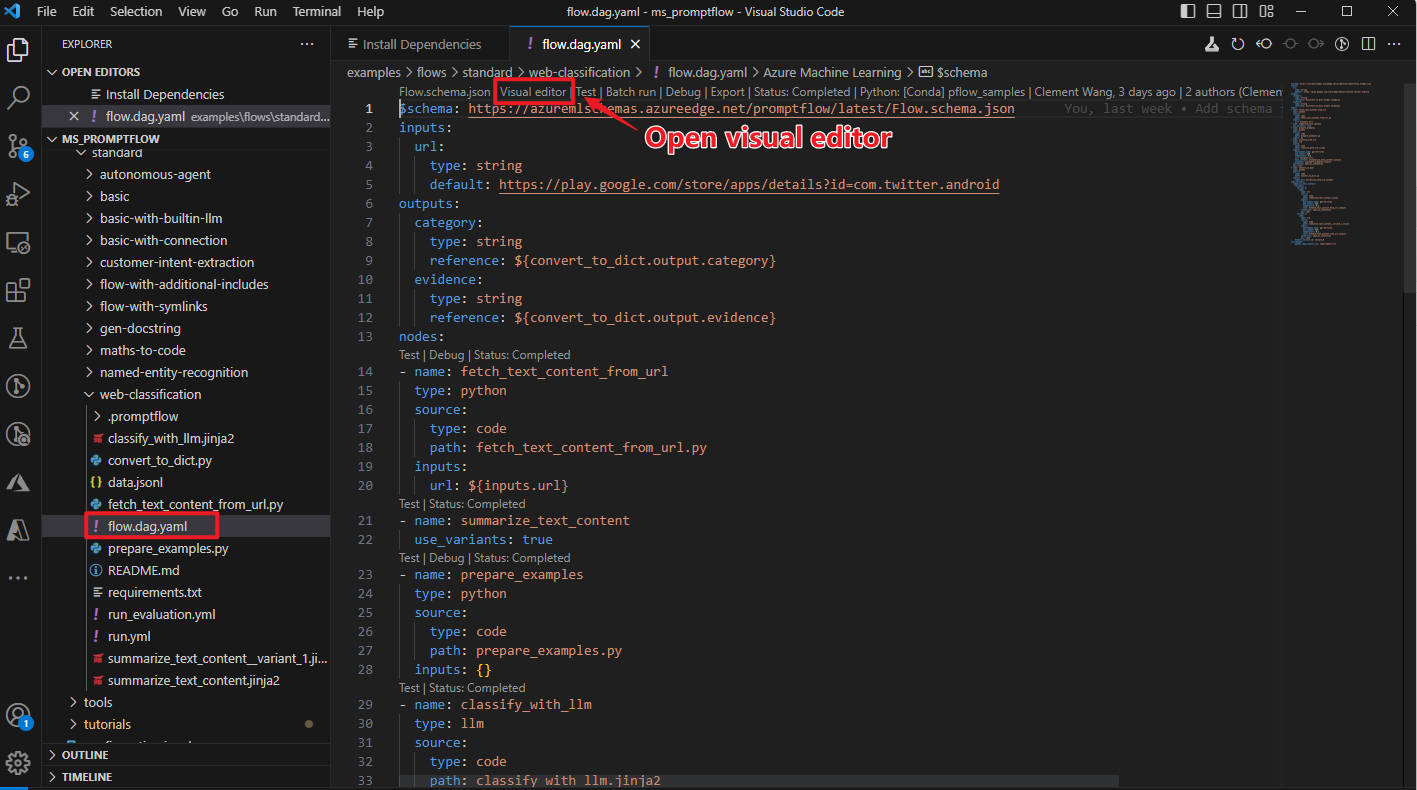 File Edit Selection View Go Run Terminal Help
flow.dag.yaml - ms_promptflow - Visual Studio Code
EXPLORER
OPEN EDITORS
Install Dependencies
flow.dag.yaml examples\flows\standard...
MS_PROMPTFLOW
standard
autonomous-agent
basic
basic-with-builtin-llm
basic-with-connection
customer-intent-extraction
flow-with-additional-includes
flow-with-symlinks
gen-docstring
maths-to-code
named-entity-recognition
web-classification
.promptflow
classify_with_llm.jinja2
convert_to_dict.py
data.jsonl
fetch_text_content_from_url.py
flow.dag.yaml
prepare_examples.py
README.md
requirements.txt
run_evaluation.yml
run.yml
summarize_text_content__variant_1.ji...
summarize_text_content.jinja2
tools
tutorials
OUTLINE
TIMELINE
6
1
Install Dependencies
flow.dag.yaml
examples > flows > standard > web-classification > ! flow.dag.yaml > Azure Machine Learning > $schema
Flow.schema.json | Visual editor | Test | Batch run | Debug | Export | Status: Completed | Python: [Conda] pflow_samples | Clement Wang, 3 days ago | 2 authors (Clement
1 $schema: https://azuremlschemas.azureedge.net/promptflow/latest/Flow.schema.json You, last week • Add schema
Open visual editor
2 inputs:
3 url:
4 type: string
5 default: https://play.google.com/store/apps/details?id=com.twitter.android
6 outputs:
7 category:
8 type: string
9 reference: ${convert_to_dict.output.category}
10 evidence:
11 type: string
12 reference: ${convert_to_dict.output.evidence}
13 nodes:
Test | Debug | Status: Completed
14 - name: fetch_text_content_from_url
15 type: python
16 source:
17 type: code
18 path: fetch_text_content_from_url.py
19 inputs:
20 url: ${inputs.url}
Test | Status: Completed
21 - name: summarize_text_content
22 use_variants: true
Test | Debug | Status: Completed
23 - name: prepare_examples
24 type: python
25 source:
26 type: code
27 path: prepare_examples.py
28 inputs: {}
Test | Status: Completed
29 - name: classify_with_llm
30 type: llm
31 source:
32 type: code
33 path: classify_with_llm.jinja2